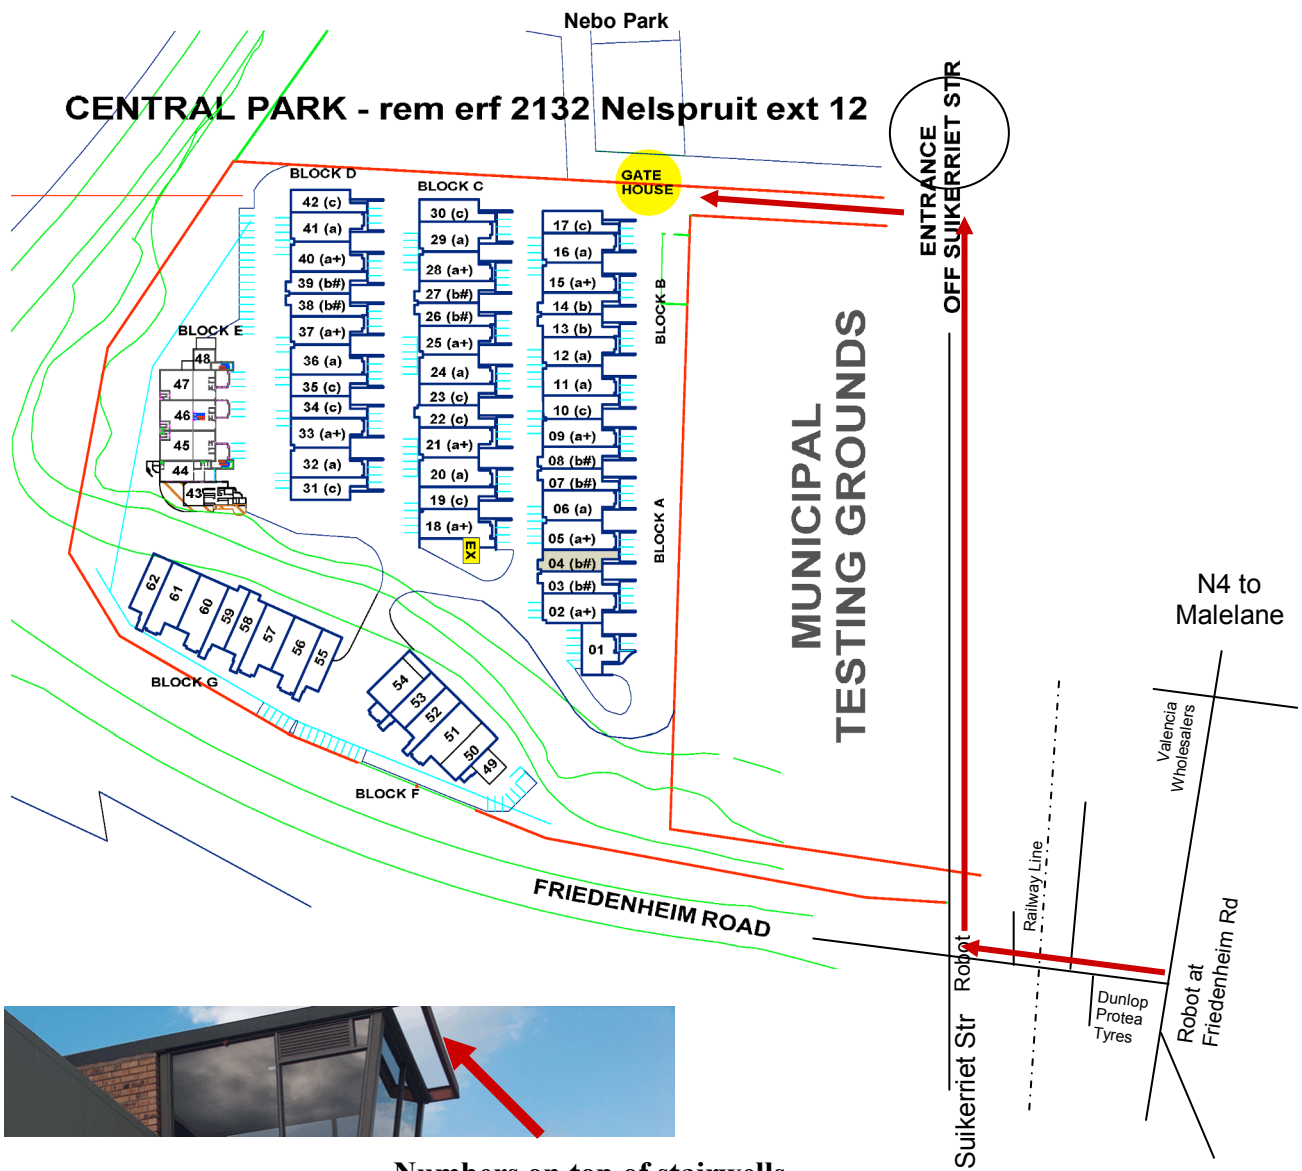 Nebo Park
CENTRAL PARK - rem erf 2132 Nelspruit ext 12
ENTRANCE
OFF SUIKERRIET STR
GATE
HOUSE
BLOCK D
42 (c)
41 (a)
40 (a+)
39 (b#)
38 (b#)
37 (a+)
36 (a)
35 (c)
34 (c)
33 (a+)
32 (a)
31 (c)
BLOCK C
30 (c)
29 (a)
28 (a+)
27 (b#)
26 (b#)
25 (a+)
24 (a)
23 (c)
22 (c)
21 (a+)
20 (a)
19 (c)
18 (a+)
EX
17 (c)
16 (a)
15 (a+)
14 (b)
13 (b)
12 (a)
11 (a)
10 (c)
09 (a+)
08 (b#)
07 (b#)
06 (a)
05 (a+)
04 (b#)
03 (b#)
02 (a+)
01
BLOCK B
BLOCK A
BLOCK E
48
47
46
45
44
43
MUNICIPAL
TESTING GROUNDS
62
61
60
59
58
57
56
55
BLOCK G
54
53
52
51
50
49
BLOCK F
FRIEDENHEIM ROAD
N4 to
Malelane
Valencia
Wholesalers
Railway Line
Robot
Suikerriet Str
Dunlop
Protea
Tyres
Robot at
Friedenheim Rd
Numbers on top of stairwells